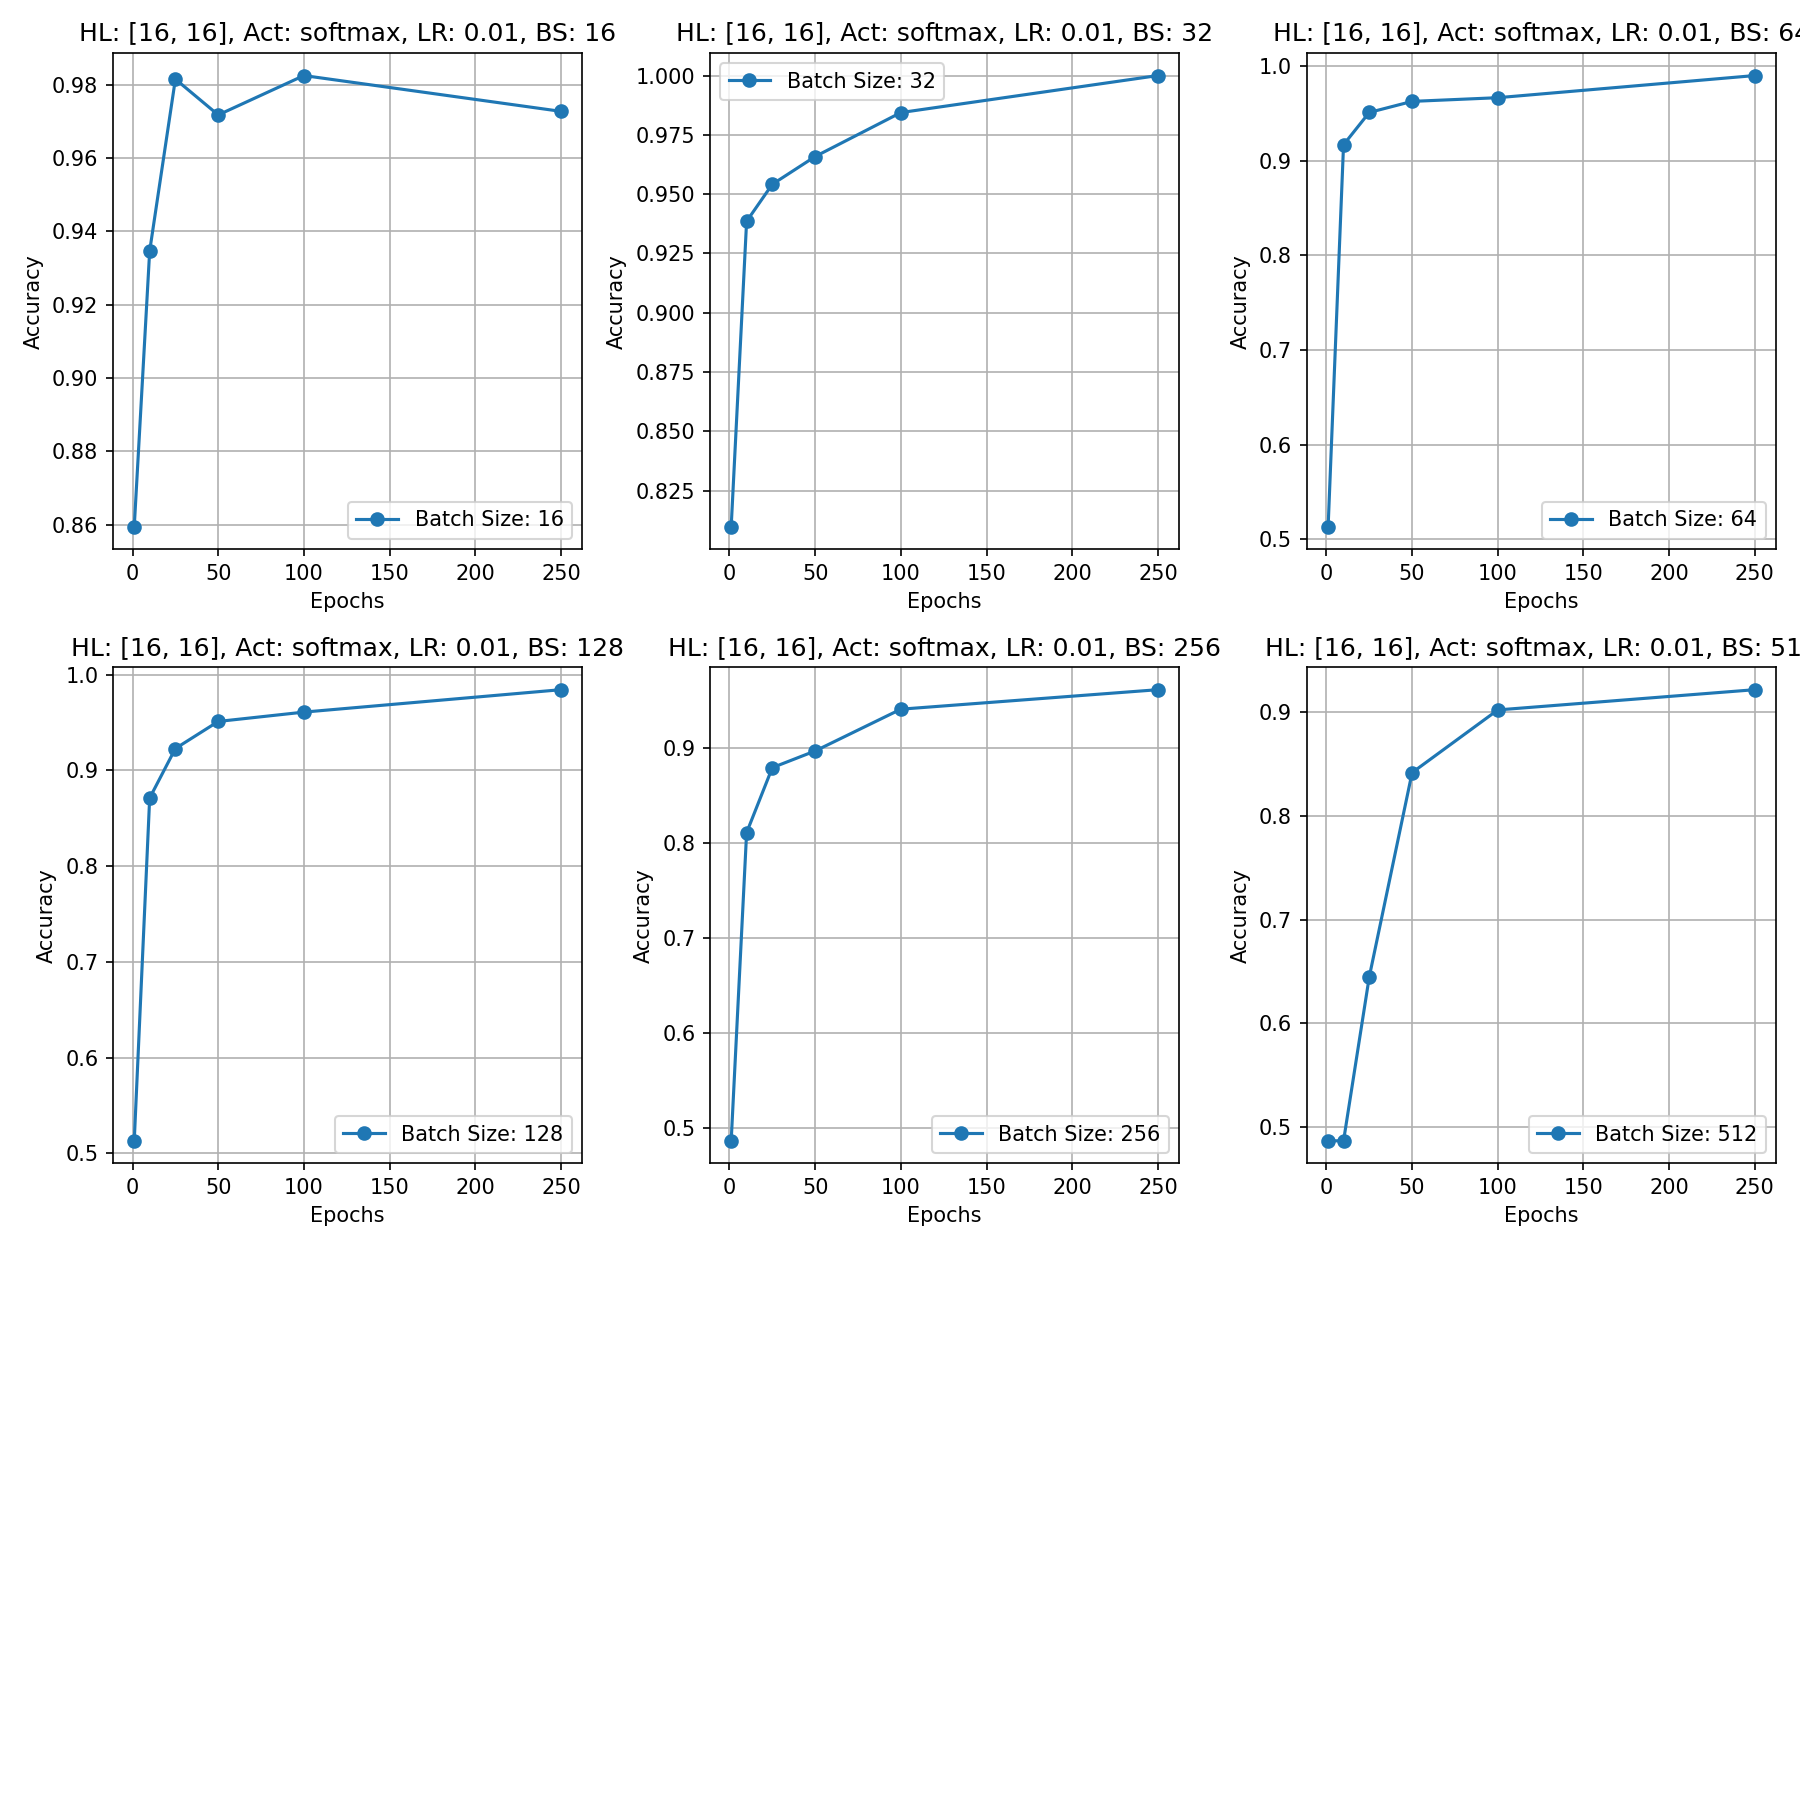 HL: [16, 16], Act: softmax, LR: 0.01, BS: 16
0.98
0.96
0.94
0.92
0.90
0.88
0.86
Accuracy
Batch Size: 16
0 50 100 150 200 250
Epochs
HL: [16, 16], Act: softmax, LR: 0.01, BS: 32
1.000
0.975
0.950
0.925
0.900
0.875
0.850
0.825
Accuracy
Batch Size: 32
0 50 100 150 200 250
Epochs
HL: [16, 16], Act: softmax, LR: 0.01, BS: 64
1.0
0.9
0.8
0.7
0.6
0.5
Accuracy
Batch Size: 64
0 50 100 150 200 250
Epochs
HL: [16, 16], Act: softmax, LR: 0.01, BS: 128
1.0
0.9
0.8
0.7
0.6
0.5
Accuracy
Batch Size: 128
0 50 100 150 200 250
Epochs
HL: [16, 16], Act: softmax, LR: 0.01, BS: 256
0.9
0.8
0.7
0.6
0.5
Accuracy
Batch Size: 256
0 50 100 150 200 250
Epochs
HL: [16, 16], Act: softmax, LR: 0.01, BS: 51
0.9
0.8
0.7
0.6
0.5
Accuracy
Batch Size: 512
0 50 100 150 200 250
Epochs